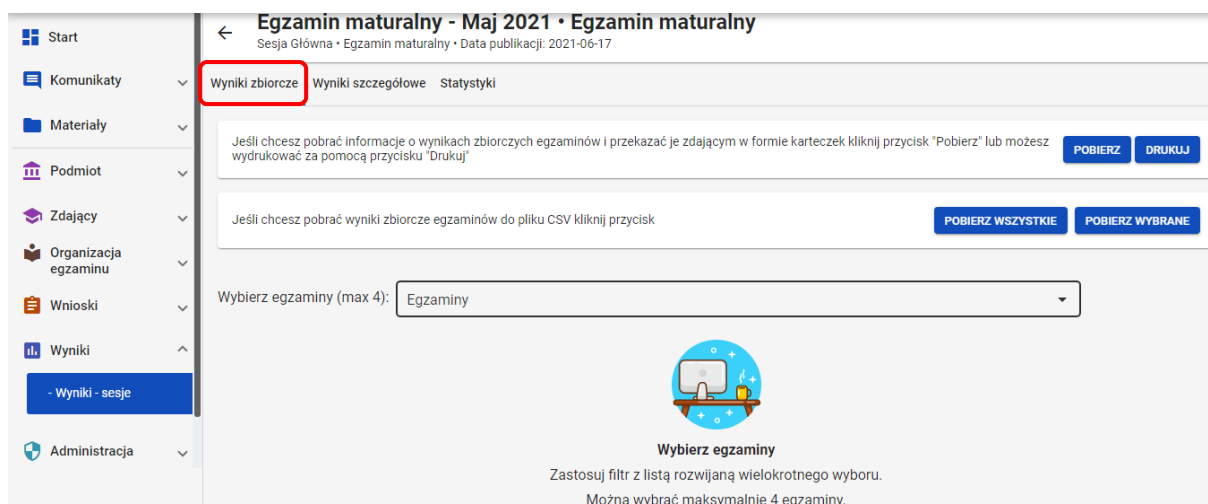 Start
Komunikaty
Materiały
Podmiot
Zdający
Organizacja
egzaminu
Wnioski
Wyniki
- Wyniki - sesje
Administracja
Egzamin maturalny - Maj 2021 • Egzamin maturalny
Sesja Główna • Egzamin maturalny • Data publikacji: 2021-06-17
Wyniki zbiorcze Wyniki szczegółowe Statystyki
Jeśli chcesz pobrać informacje o wynikach zbiorczych egzaminów i przekazać je zdającym w formie karteczek kliknij przycisk "Pobierz" lub możesz
wydrukować za pomocą przycisku "Drukuj"
POBIERZ DRUKUJ
Jeśli chcesz pobrać wyniki zbiorcze egzaminów do pliku CSV kliknij przycisk
POBIERZ WSZYSTKIE POBIERZ WYBRANE
Wybierz egzaminy (max 4): Egzaminy
Wybierz egzaminy
Zastosuj filtr z listą rozwijaną wielokrotnego wyboru.
Można wybrać maksymalnie 4 egzaminy.